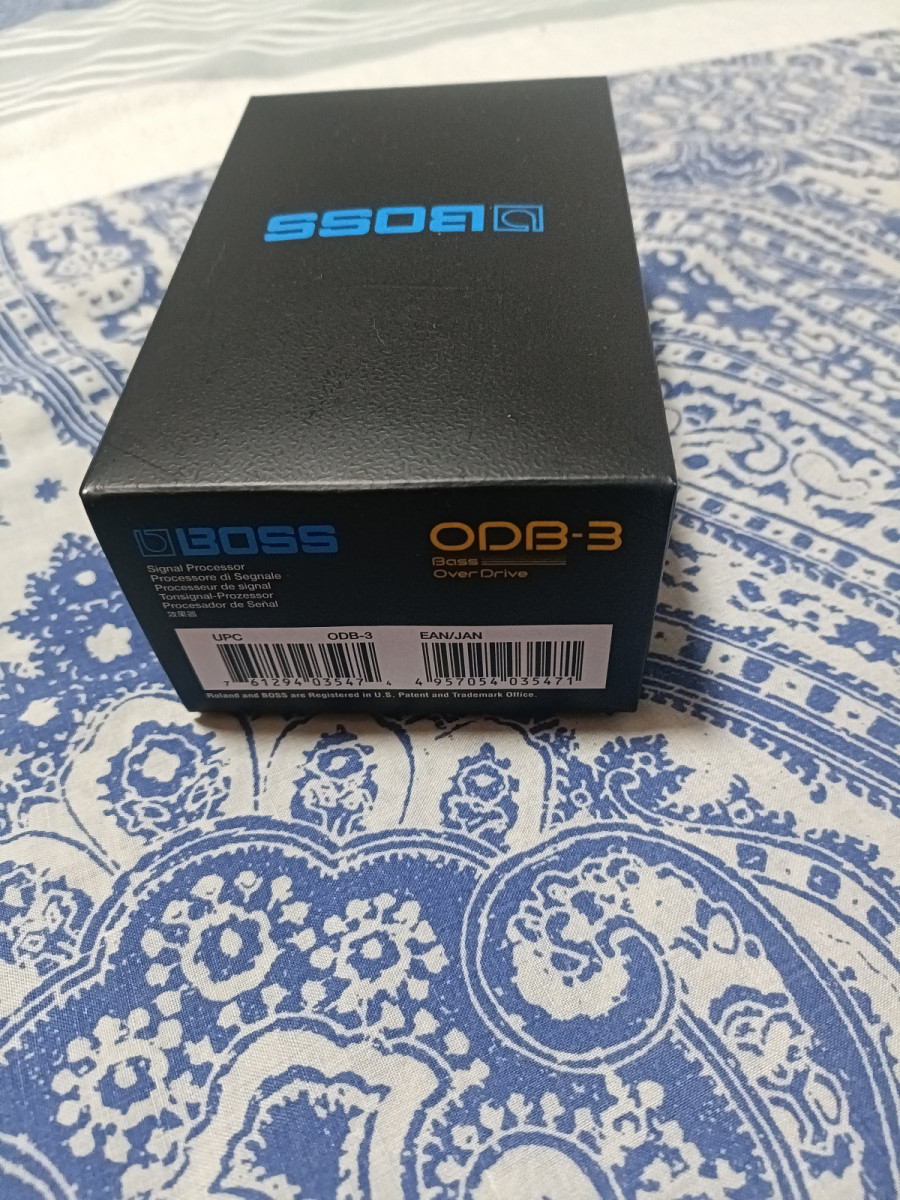 BOSS
BOSS
ODB-3
Bass
OverDrive
Signal Processor
Processore di Segnale
Processeur de signal
Tonsignal-Prozessor
Procesador de Señal
效果器
UPC ODB-3 EAN/JAN
7 61294 03547 4 4 957054 035471
Roland and BOSS are Registered in U.S. Patent and Trademark Office.